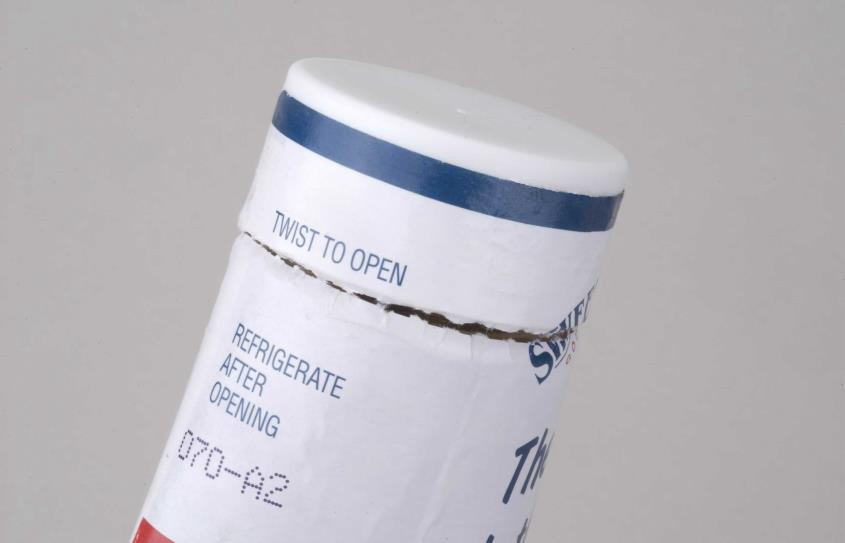 TWIST TO OPEN
REFRIGERATE
AFTER
OPENING
070-A2